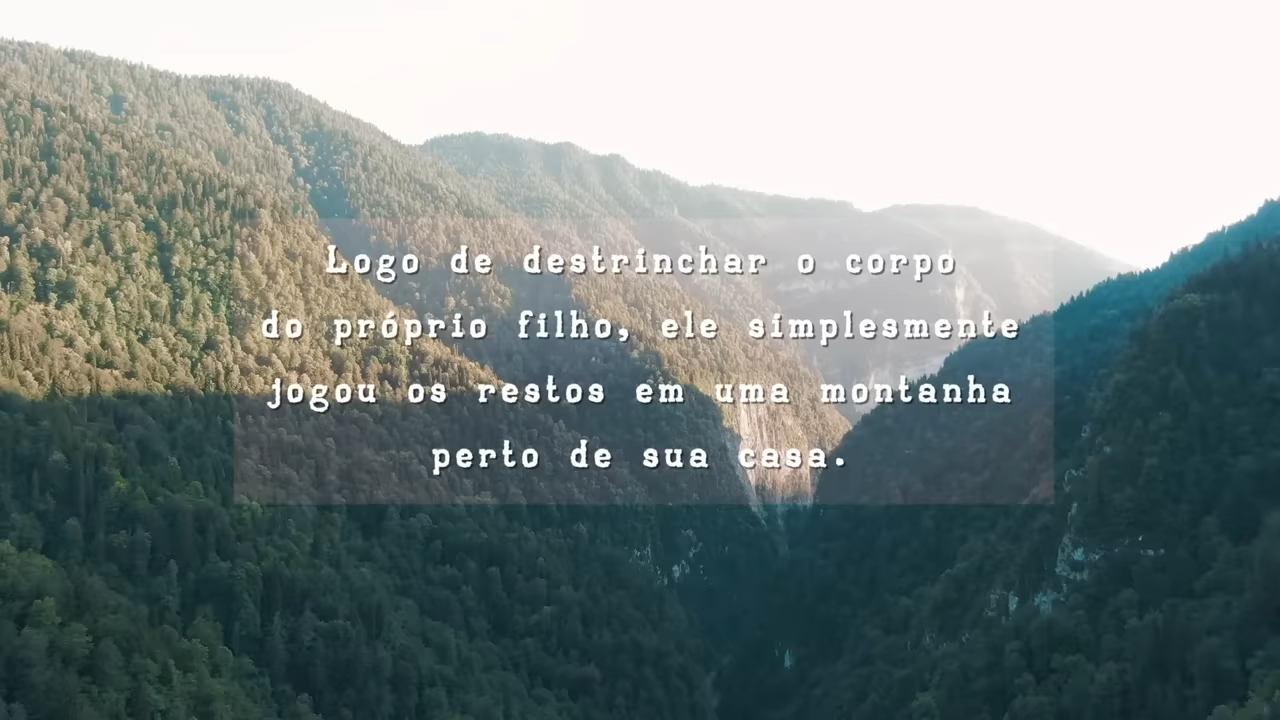 Logo de destrinchar o corpo
do próprio filho, ele simplesmente
jogou os restos em uma montanha
perto de sua casa.